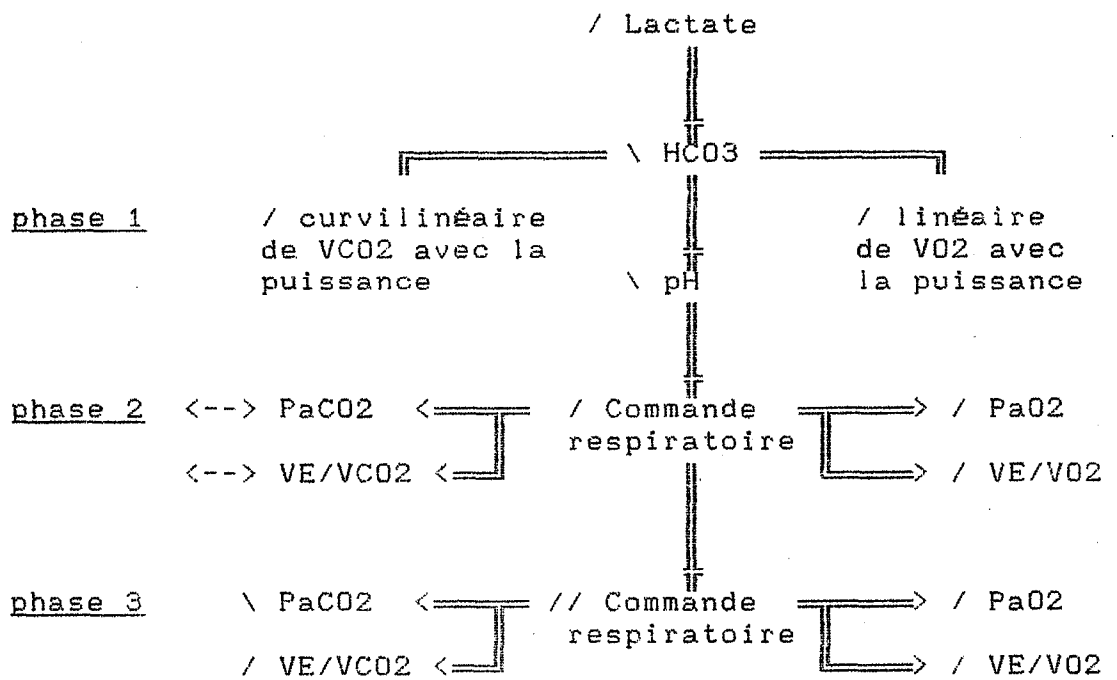 / Lactate
\ HCO3
phase 1 / curvilinéaire / linéaire
de VCO2 avec la de VO2 avec
puissance \ pH la puissance
phase 2 <--> PaCO2 < / Commande > / PaO2
respiratoire
<--> VE/VCO2 < > / VE/VO2
phase 3 \ PaCO2 < // Commande > / PaO2
respiratoire
/ VE/VCO2 < > / VE/VO2